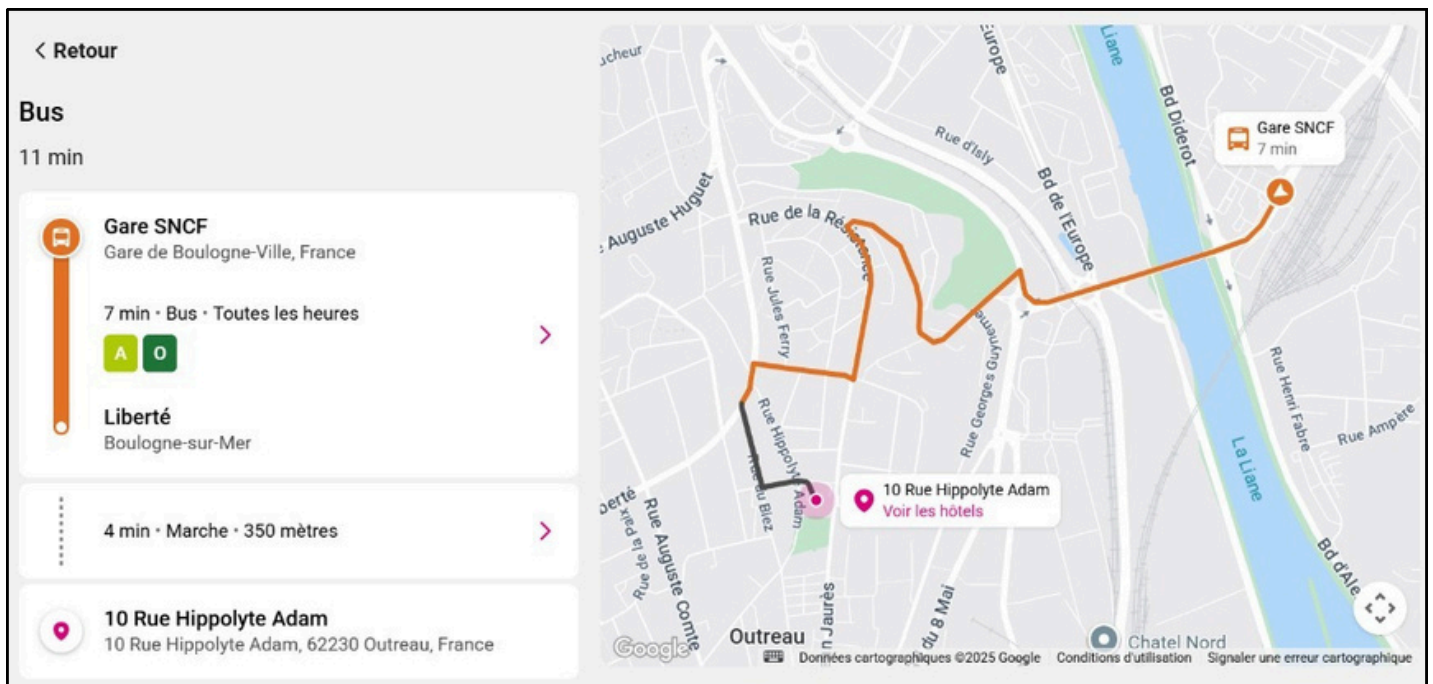 < Retour
Bus
11 min
Gare SNCF
Gare de Boulogne-Ville, France
7 min · Bus · Toutes les heures
A O
Liberté
Boulogne-sur-Mer
4 min · Marche · 350 mètres
10 Rue Hippolyte Adam
10 Rue Hippolyte Adam, 62230 Outreau, France
ucheur
Europe
Liane
Bd Diderot
Gare SNCF
7 min
Rue d'Isly
Bd de l'Europe
Auguste Huguet
Rue de la Résistance
Rue Jules Ferry
Rue Georges Guynemer
Rue Henri Fabre
Rue Ampère
La Liane
Rue Hippolyte Adam
Rue du Biez
10 Rue Hippolyte Adam
Voir les hôtels
berté
Rue de la Paix
Rue Auguste Comte
n Jaurès
du 8 Mai
Bd d'Ale
Outreau
Chatel Nord
Google
Données cartographiques ©2025 Google
Conditions d'utilisation
Signaler une erreur cartographique